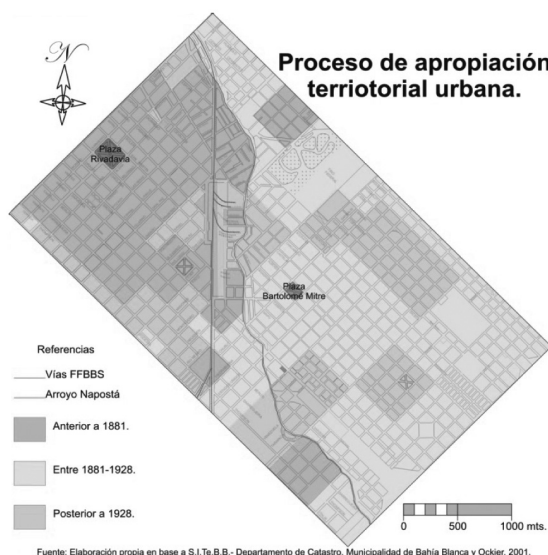 N
Proceso de apropiación
terriotorial urbana.
Plaza
Rivadavia
Plaza
Bartolomé Mitre
Referencias
Vías FFBBS
Arroyo Napostá
Anterior a 1881.
Entre 1881-1928.
Posterior a 1928.
0 500 1000 mts.
Fuente: Elaboración propia en base a S.I.Te.B.B.- Departamento de Catastro. Municipalidad de Bahía Blanca y Ockier, 2001.